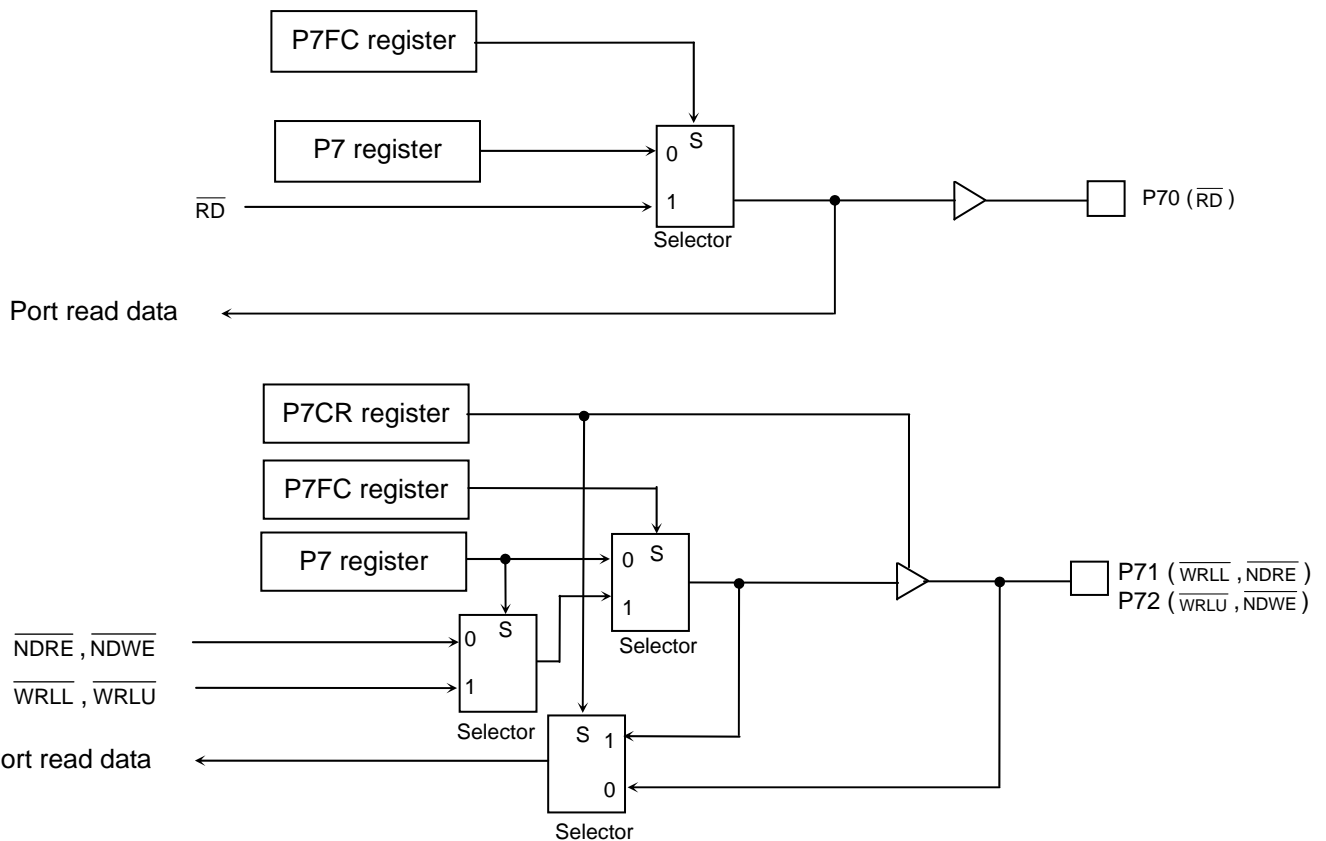 P7FC register
P7 register
S
0
1
RD
Selector
P70 (RD)
Port read data
P7CR register
P7FC register
P7 register
0 S
1
Selector
P71 (WRLL, NDRE)
P72 (WRLU, NDWE)
NDRE, NDWE
WRLL, WRLU
S
0
1
Selector
S 1
0
Selector
ort read data